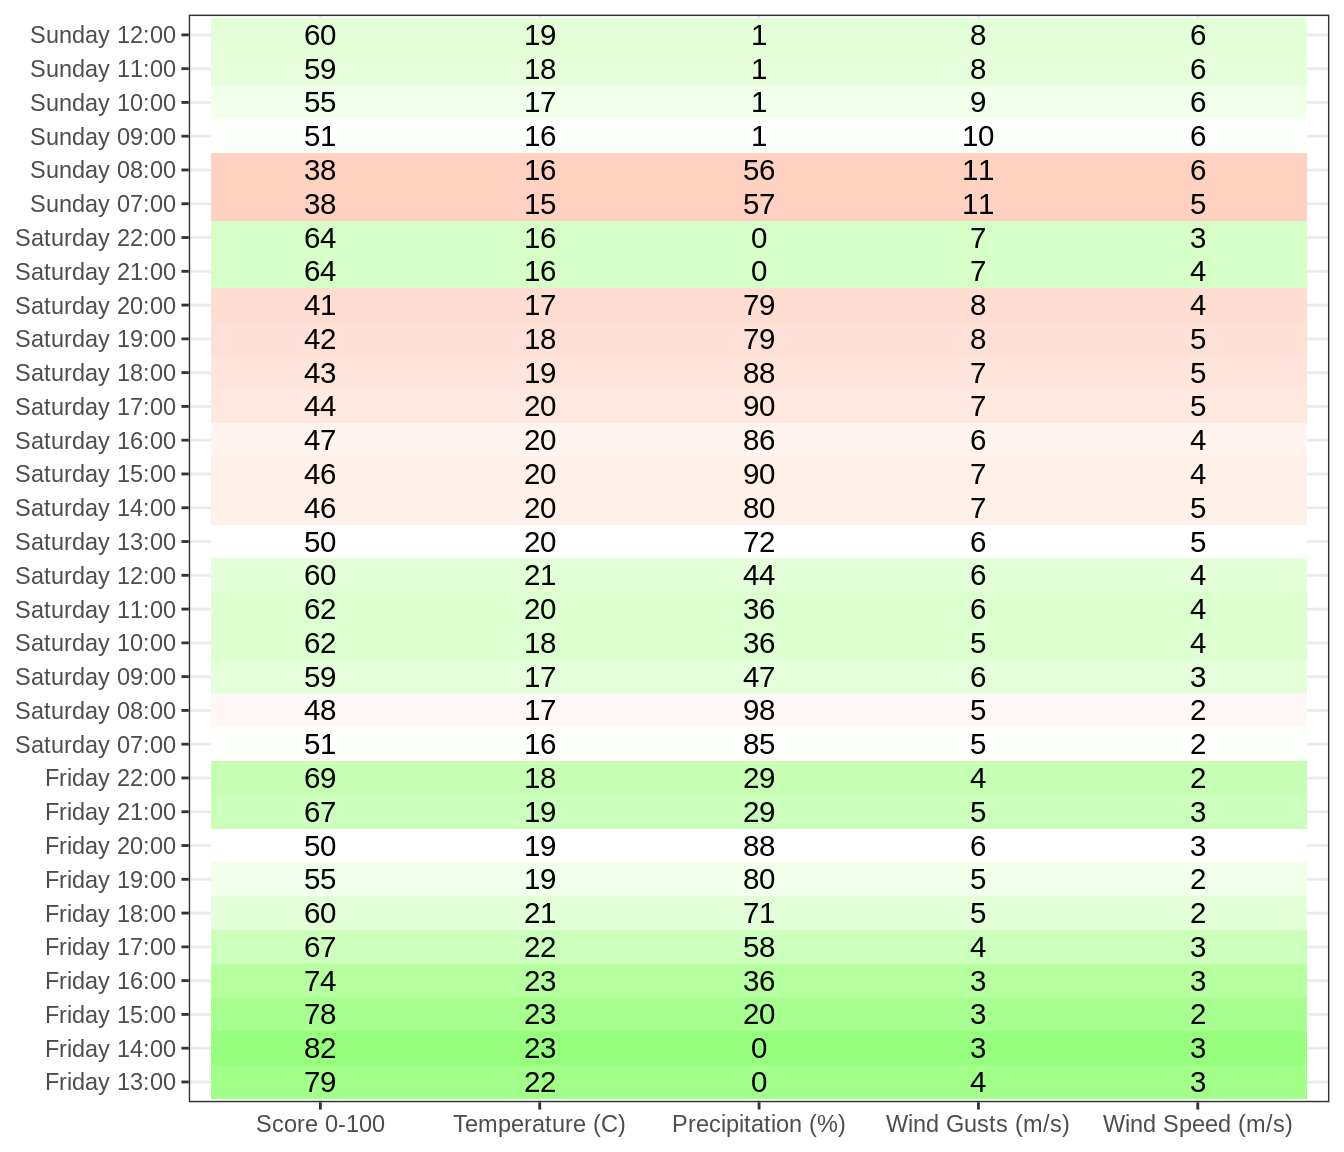 Sunday 12:00 60 19 1 8 6
Sunday 11:00 59 18 1 8 6
Sunday 10:00 55 17 1 9 6
Sunday 09:00 51 16 1 10 6
Sunday 08:00 38 16 56 11 6
Sunday 07:00 38 15 57 11 5
Saturday 22:00 64 16 0 7 3
Saturday 21:00 64 16 0 7 4
Saturday 20:00 41 17 79 8 4
Saturday 19:00 42 18 79 8 5
Saturday 18:00 43 19 88 7 5
Saturday 17:00 44 20 90 7 5
Saturday 16:00 47 20 86 6 4
Saturday 15:00 46 20 90 7 4
Saturday 14:00 46 20 80 7 5
Saturday 13:00 50 20 72 6 5
Saturday 12:00 60 21 44 6 4
Saturday 11:00 62 20 36 6 4
Saturday 10:00 62 18 36 5 4
Saturday 09:00 59 17 47 6 3
Saturday 08:00 48 17 98 5 2
Saturday 07:00 51 16 85 5 2
Friday 22:00 69 18 29 4 2
Friday 21:00 67 19 29 5 3
Friday 20:00 50 19 88 6 3
Friday 19:00 55 19 80 5 2
Friday 18:00 60 21 71 5 2
Friday 17:00 67 22 58 4 3
Friday 16:00 74 23 36 3 3
Friday 15:00 78 23 20 3 2
Friday 14:00 82 23 0 3 3
Friday 13:00 79 22 0 4 3
Score 0-100 Temperature (C) Precipitation (%) Wind Gusts (m/s) Wind Speed (m/s)